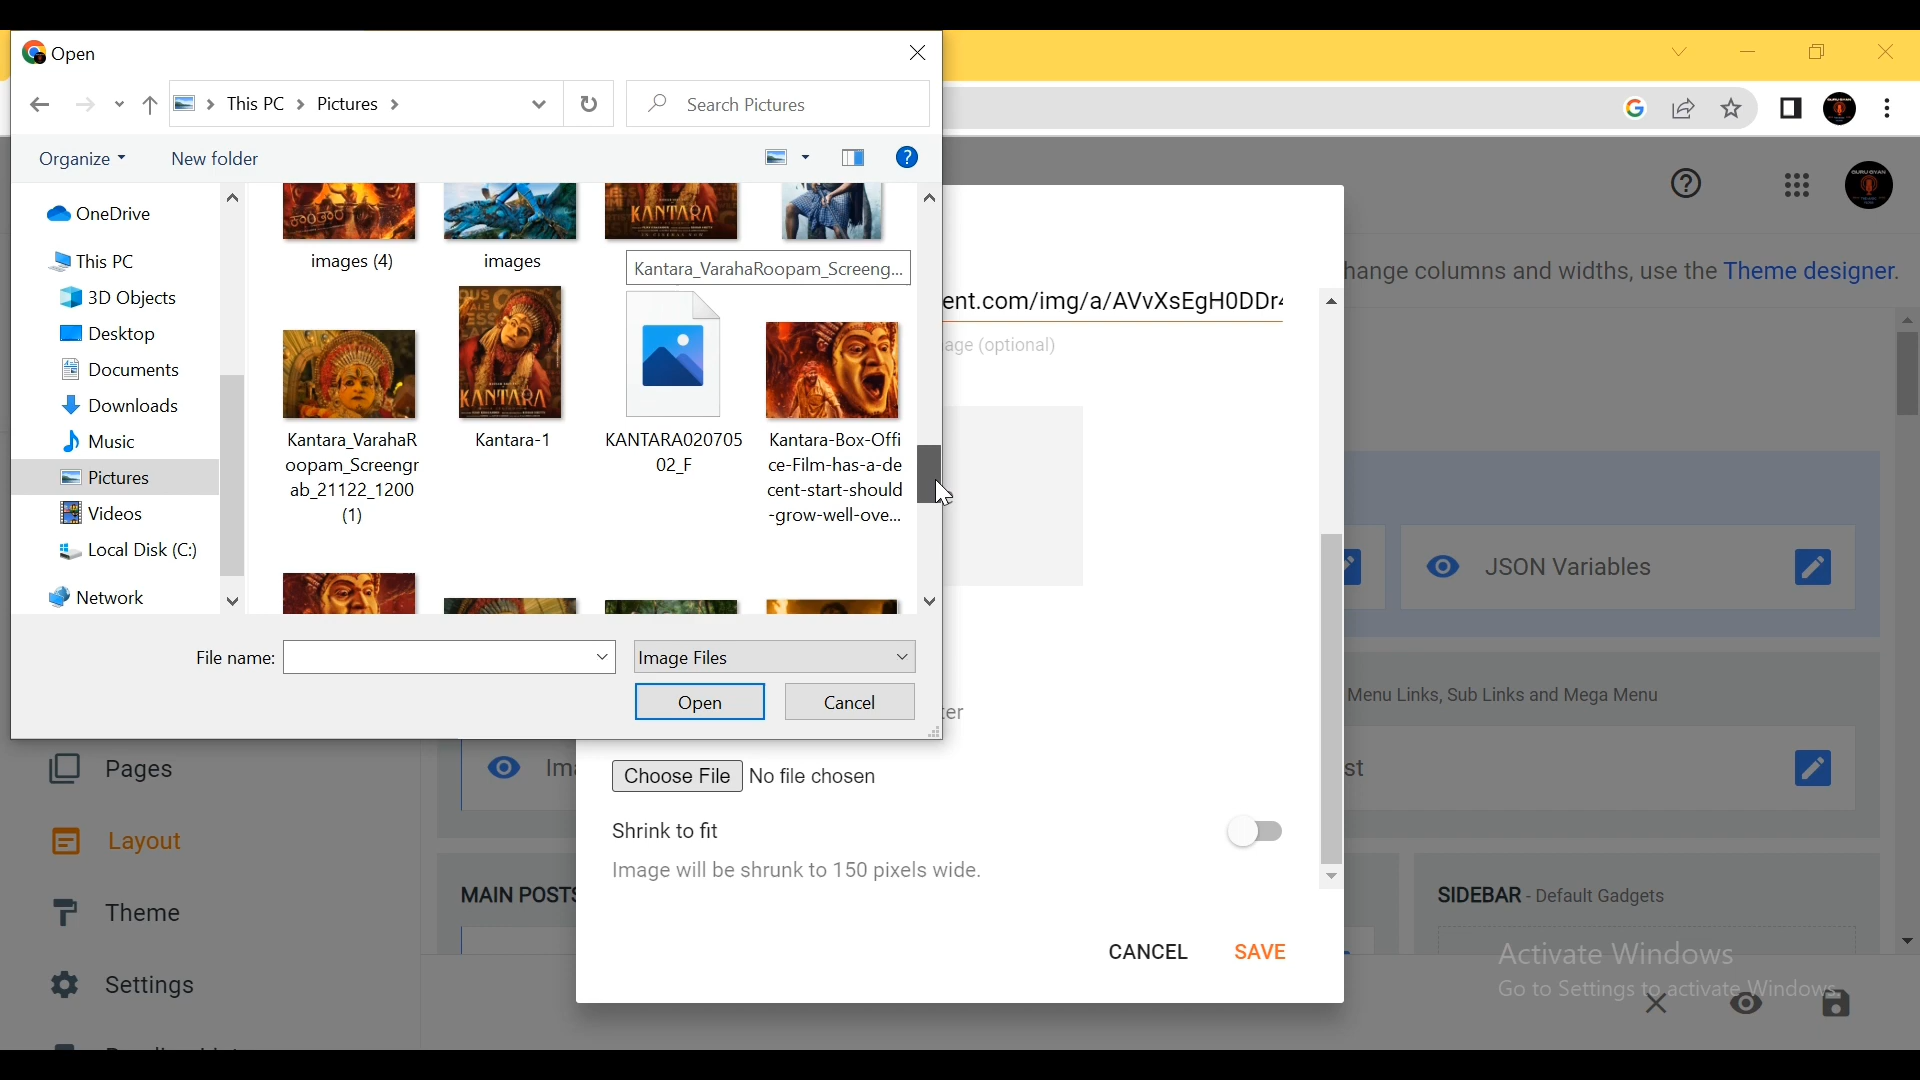 Open
This PC
Pictures
Search Pictures
Organize
New folder
OneDrive
This PC
3D Objects
Desktop
Documents
Downloads
Music
Pictures
Videos
Local Disk (C:)
Network
ಕಾಂತಾರ
KANTARA
images (4)
images
Kantara_VarahaRoopam_Screeng...
KANTARA
Kantara_VarahaR
oopam_Screengr
ab_21122_1200
(1)
Kantara-1
KANTARA020705
02_F
Kantara-Box-Offi
ce-Film-has-a-de
cent-start-should
-grow-well-ove...
File name:
Image Files
Open
Cancel
hange columns and widths, use the Theme designer.
ent.com/img/a/AVvXsEgH0DDr
age (optional)
JSON Variables
Menu Links, Sub Links and Mega Menu
ter
st
Pages
Layout
Theme
Settings
Ima
MAIN POSTS
Choose File No file chosen
Shrink to fit
Image will be shrunk to 150 pixels wide.
CANCEL
SAVE
SIDEBAR - Default Gadgets
Activate Windows
Go to Settings to activate Windows.